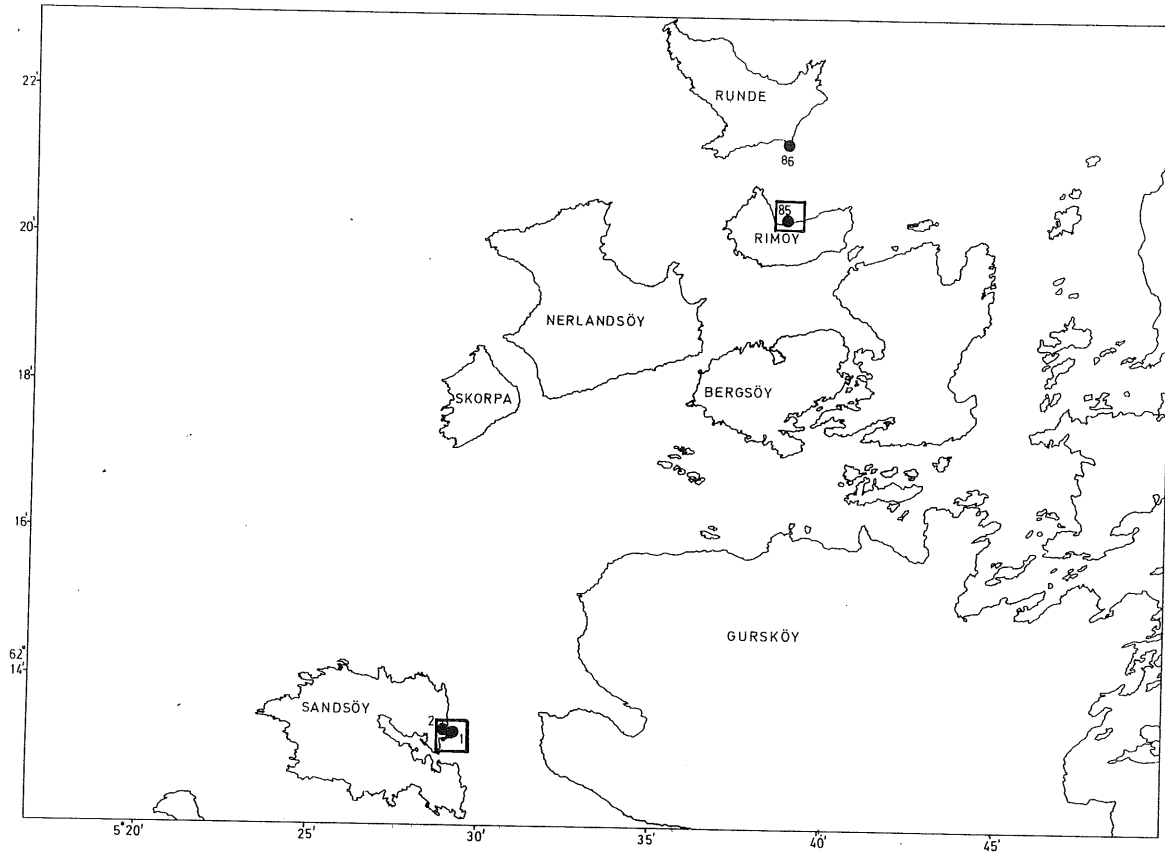 22'
RUNDE
86
20'
85
RIMÖY
NERLANDSÖY
18'
SKORPA
BERGSÖY
16'
GURSKÖY
62°
14'
SANDSÖY
2
1
5°20'
25'
30'
35'
40'
45'